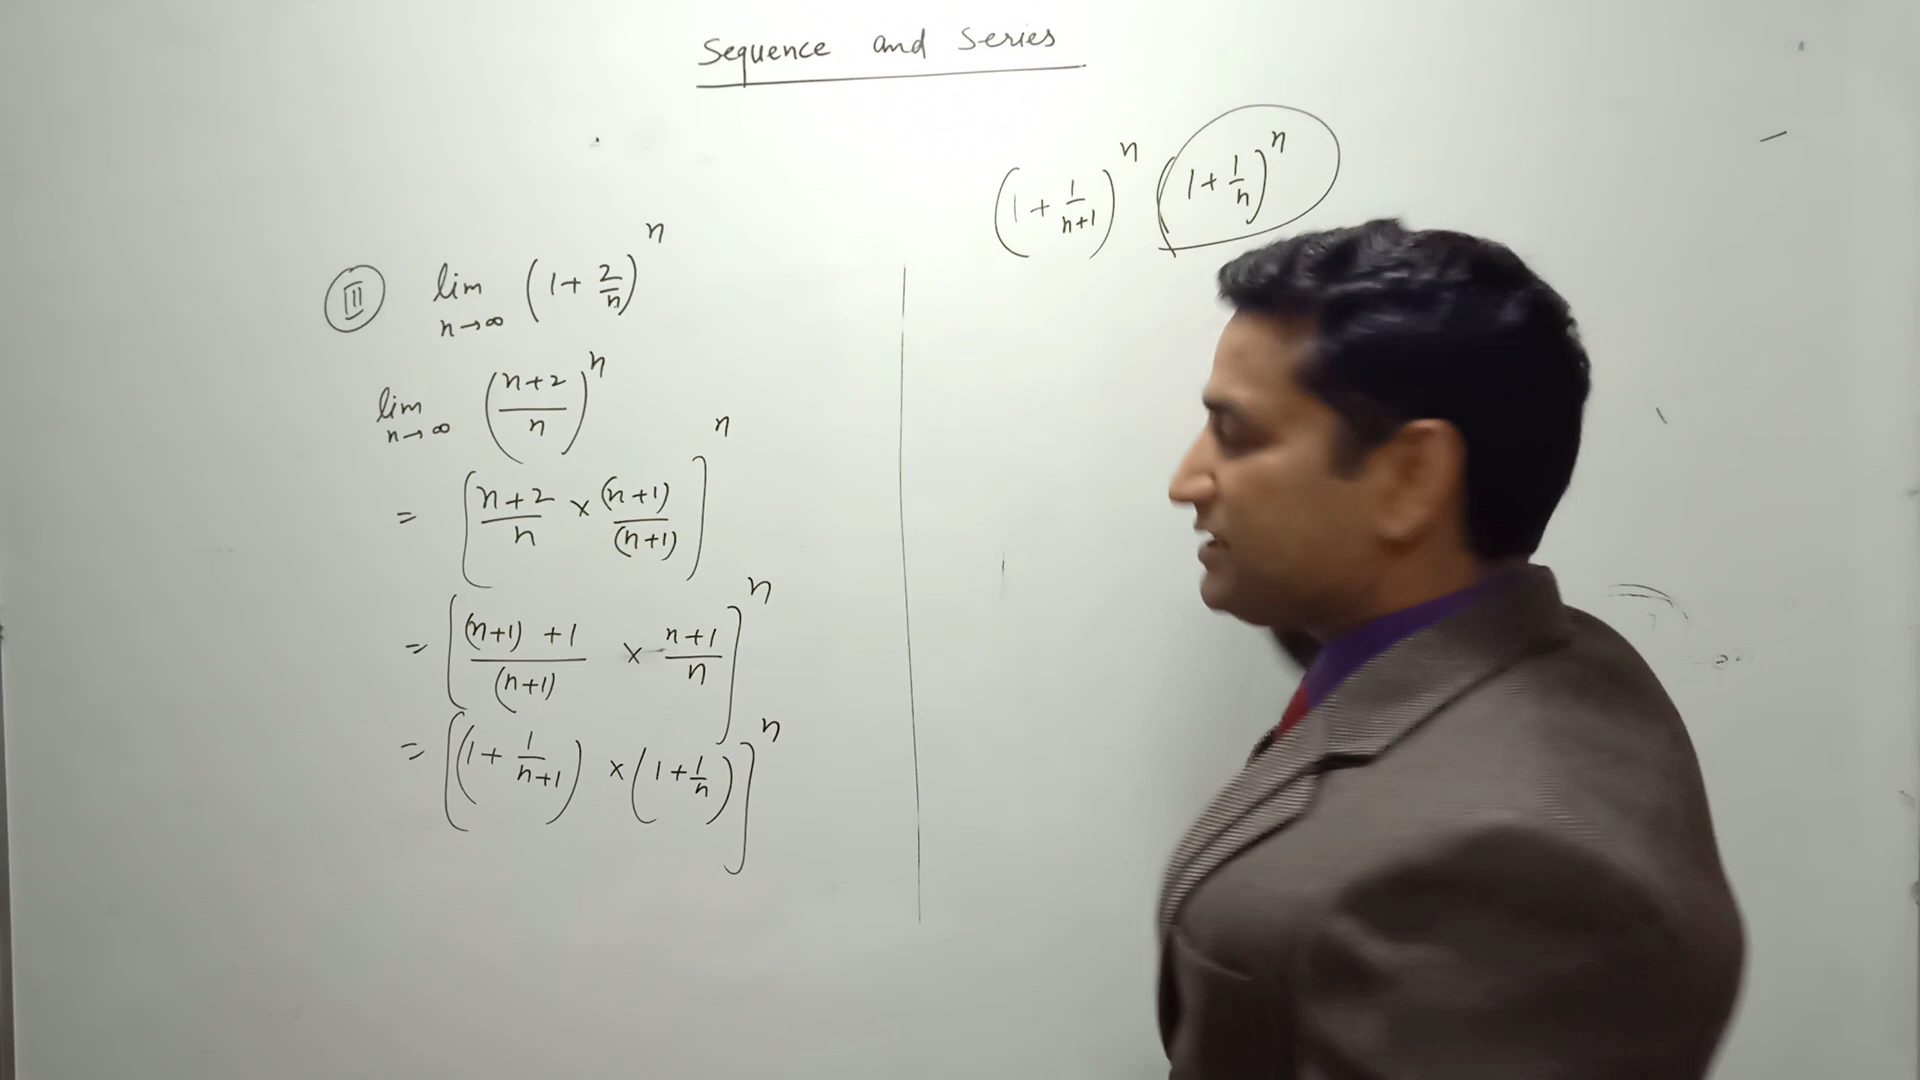 Sequence and Series
(III) lim n→∞ (1 + 2/n)^n
lim n→∞ ((n+2)/n)^n
= [(n+2)/n × (n+1)/(n+1)]^n
= [((n+1) + 1)/(n+1) × (n+1)/n]^n
= [(1 + 1/(n+1)) × (1 + 1/n)]^n
(1 + 1/(n+1))^n (1 + 1/n)^n